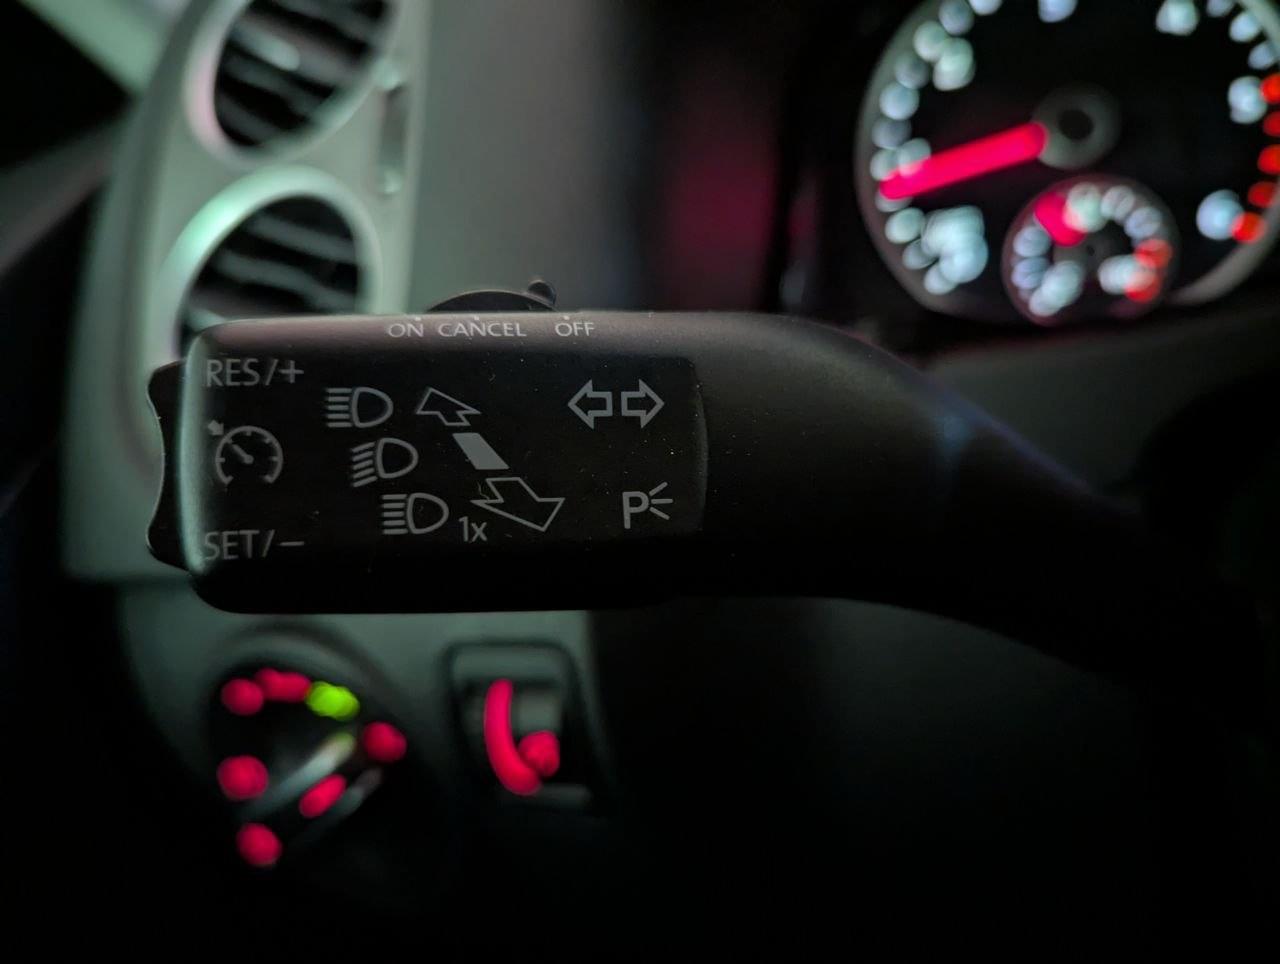 ON CANCEL OFF
RES/+
SET/−
1x
P